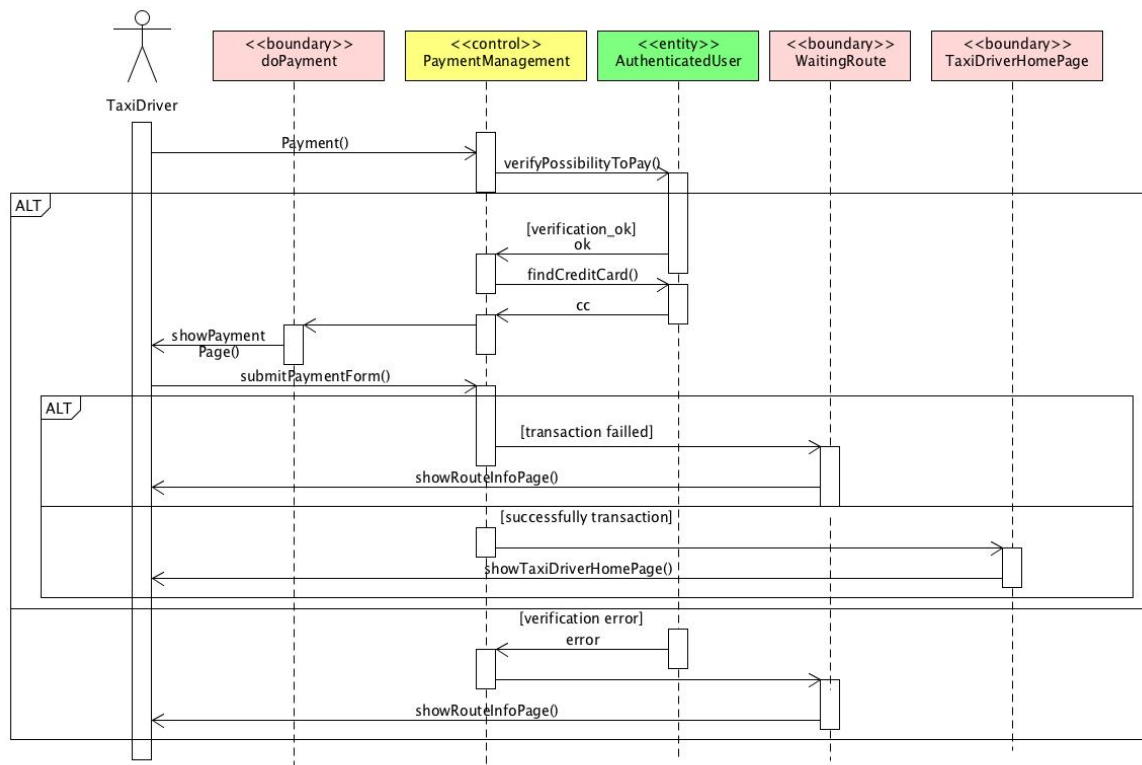 <<boundary>>
doPayment
<<control>>
PaymentManagement
<<entity>>
AuthenticatedUser
<<boundary>>
WaitingRoute
<<boundary>>
TaxiDriverHomePage
TaxiDriver
Payment()
verifyPossibilityToPay()
ALT
[verification_ok]
ok
findCreditCard()
cc
showPayment
Page()
submitPaymentForm()
ALT
[transaction failled]
showRouteInfoPage()
[successfully transaction]
showTaxiDriverHomePage()
[verification error]
error
showRouteInfoPage()